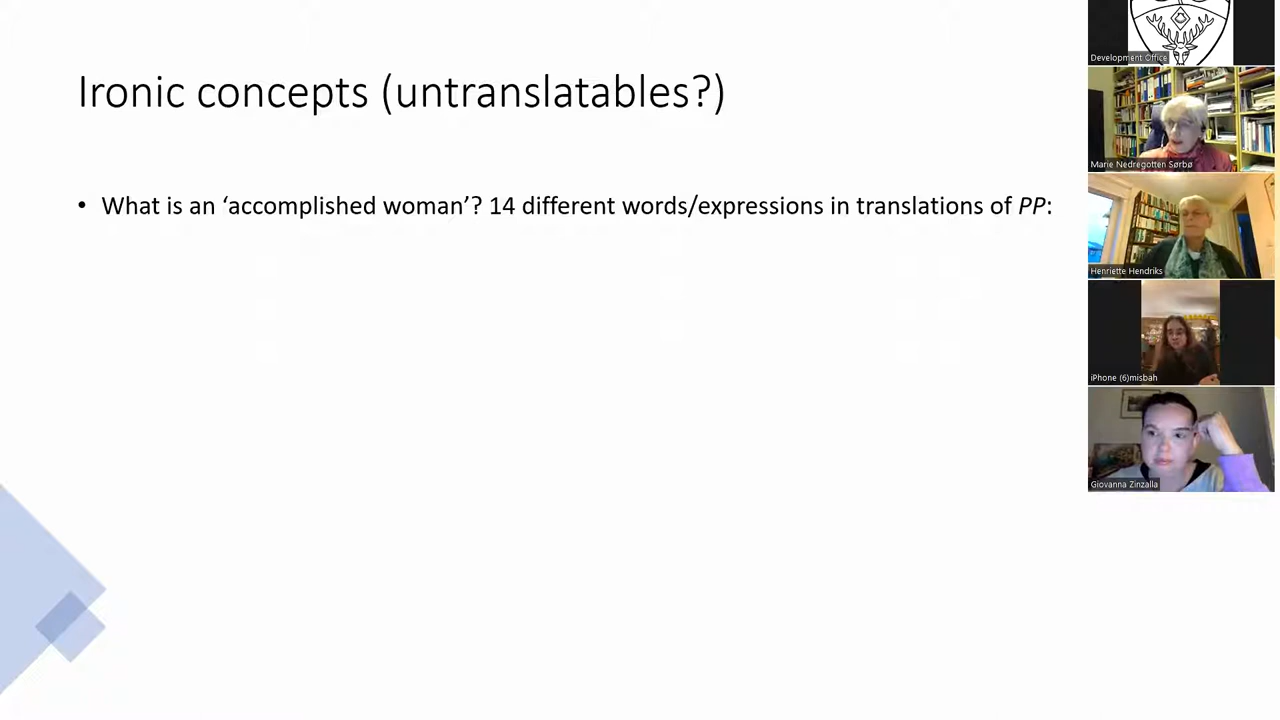 Ironic concepts (untranslatables?)
• What is an ‘accomplished woman’? 14 different words/expressions in translations of PP:
Development Office
Marie Nedregotten Sørbø
Henriette Hendriks
iPhone (6)misbah
Giovanna Zinzalla